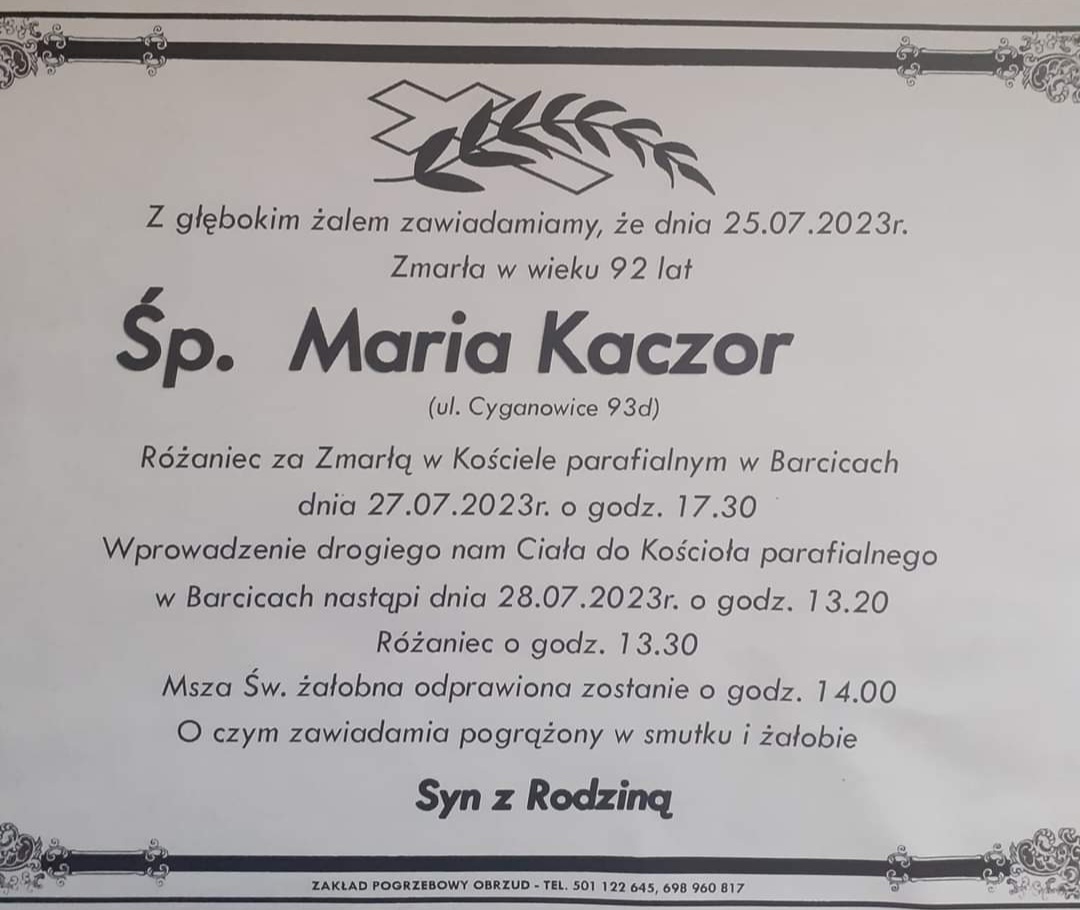 Z głębokim żalem zawiadamiamy, że dnia 25.07.2023r.
Zmarła w wieku 92 lat
Śp. Maria Kaczor
(ul. Cyganowice 93d)
Różaniec za Zmarłą w Kościele parafialnym w Barcicach
dnia 27.07.2023r. o godz. 17.30
Wprowadzenie drogiego nam Ciała do Kościoła parafialnego
w Barcicach nastąpi dnia 28.07.2023r. o godz. 13.20
Różaniec o godz. 13.30
Msza Św. żałobna odprawiona zostanie o godz. 14.00
O czym zawiadamia pogrążony w smutku i żałobie
Syn z Rodziną
ZAKŁAD POGRZEBOWY OBRZUD - TEL. 501 122 645, 698 960 817